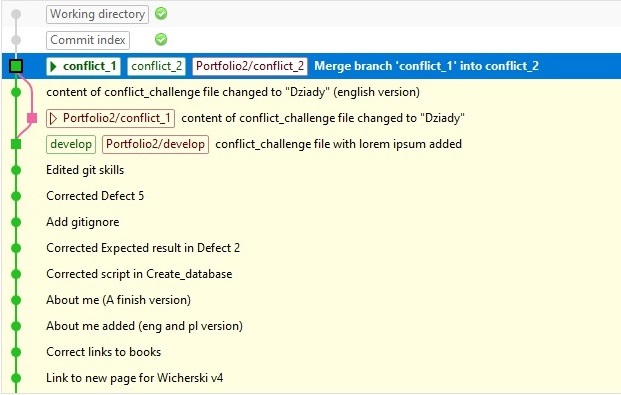 Working directory
Commit index
conflict_1 conflict_2 Portfolio2/conflict_2 Merge branch 'conflict_1' into conflict_2
content of conflict_challenge file changed to "Dziady" (english version)
Portfolio2/conflict_1 content of conflict_challenge file changed to "Dziady"
develop Portfolio2/develop conflict_challenge file with lorem ipsum added
Edited git skills
Corrected Defect 5
Add gitignore
Corrected Expected result in Defect 2
Corrected script in Create_database
About me (A finish version)
About me added (eng and pl version)
Correct links to books
Link to new page for Wicherski v4